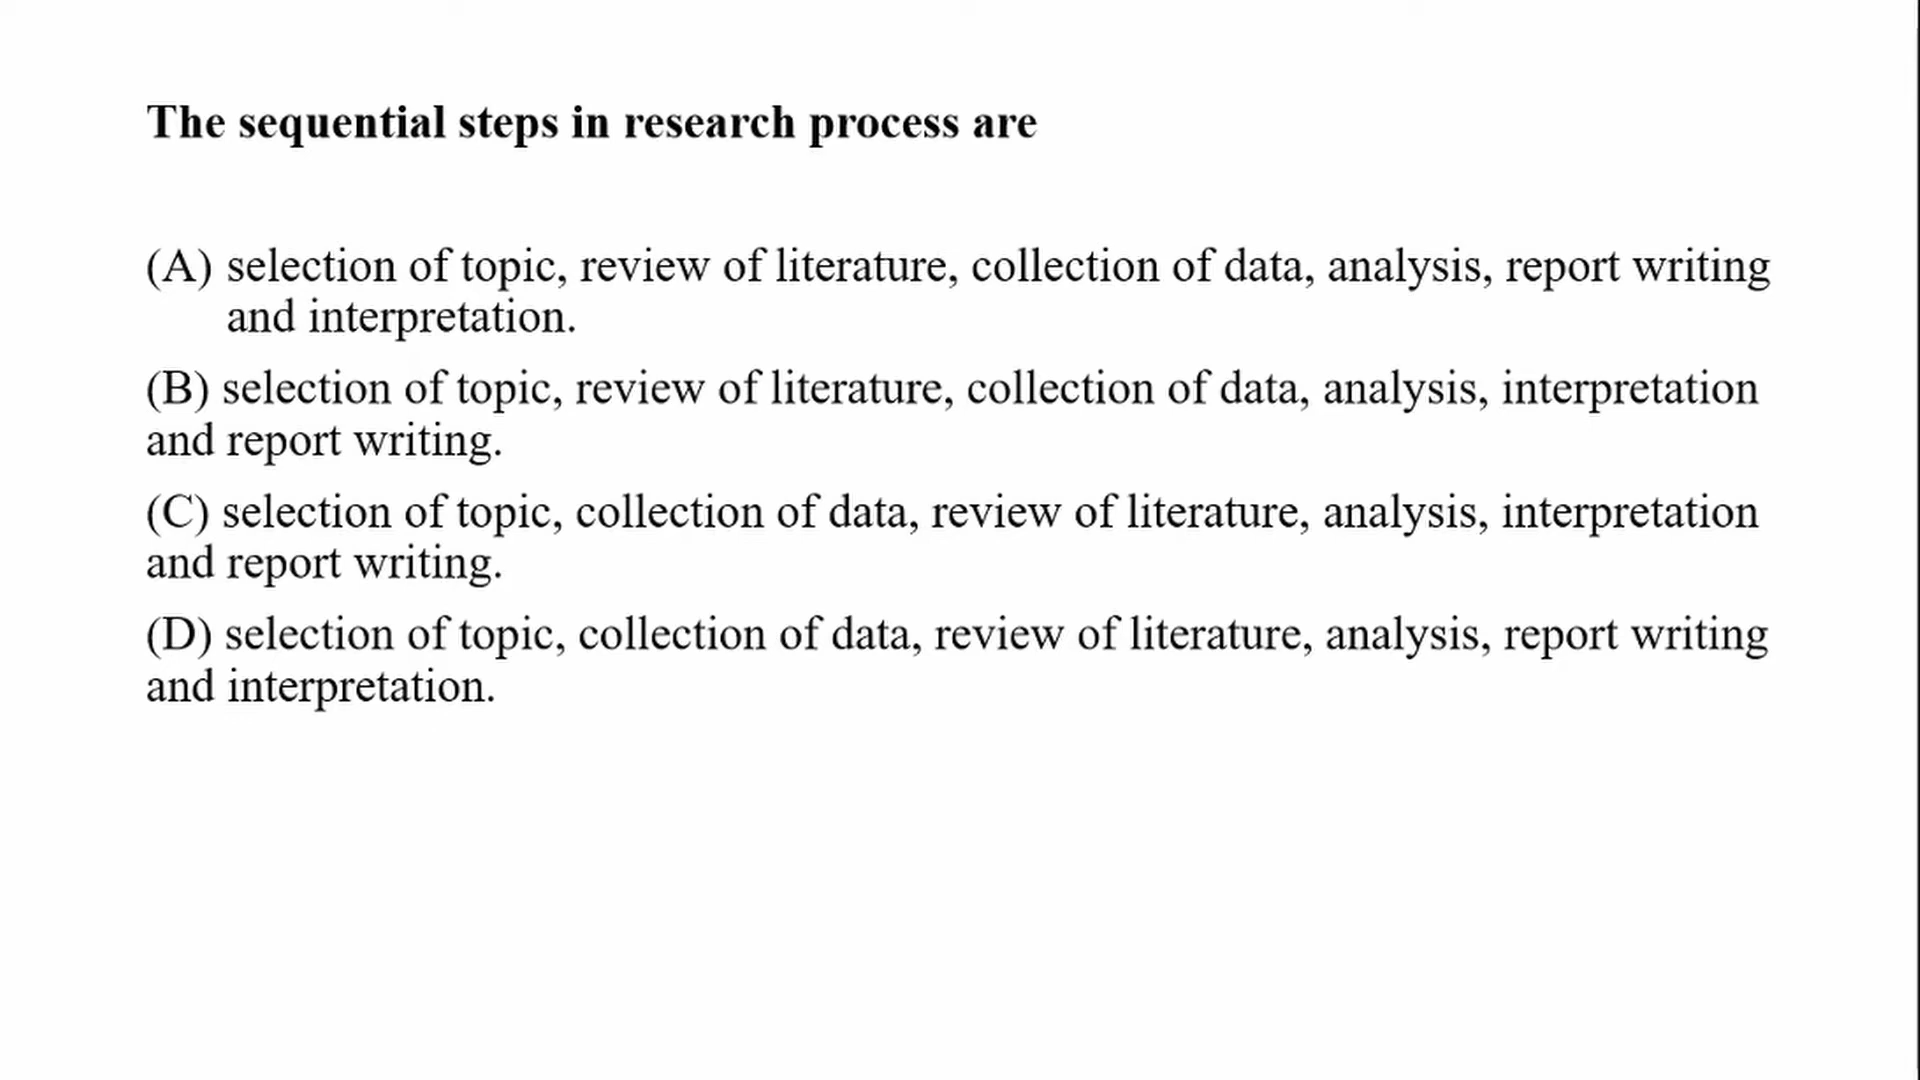 The sequential steps in research process are
(A) selection of topic, review of literature, collection of data, analysis, report writing
and interpretation.
(B) selection of topic, review of literature, collection of data, analysis, interpretation
and report writing.
(C) selection of topic, collection of data, review of literature, analysis, interpretation
and report writing.
(D) selection of topic, collection of data, review of literature, analysis, report writing
and interpretation.